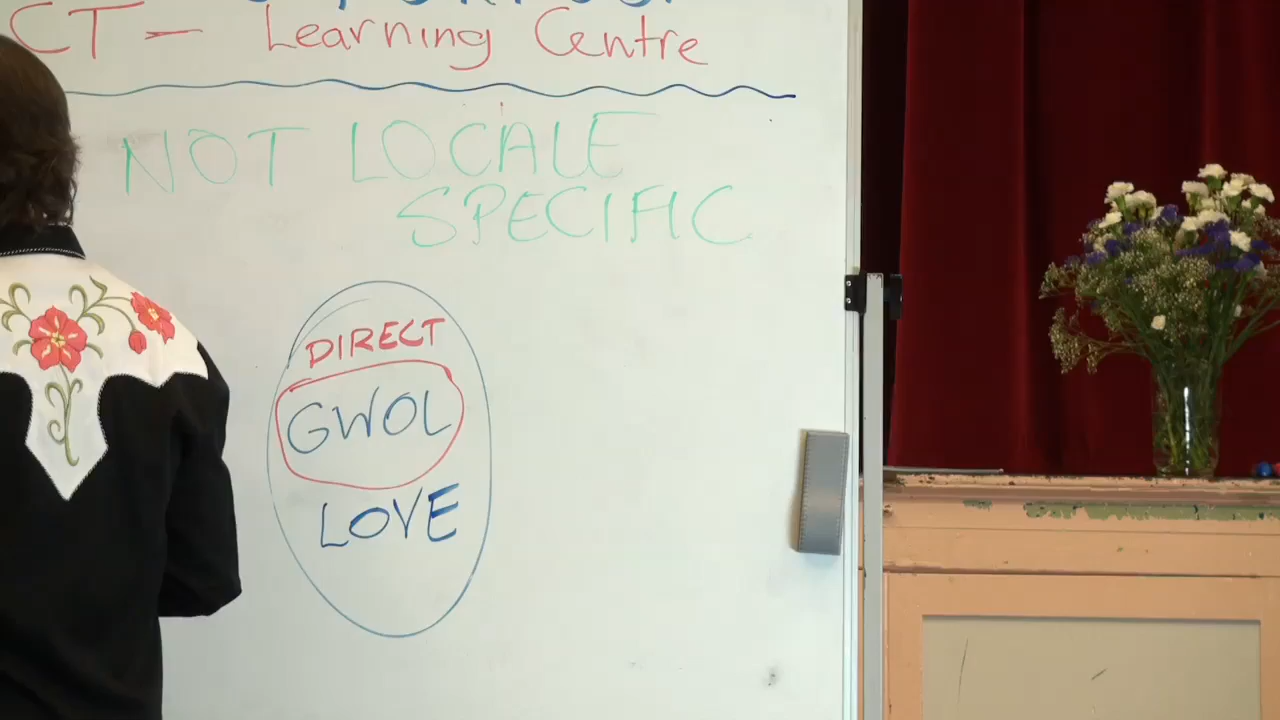 CT – Learning Centre
NOT LOCALE
SPECIFIC
DIRECT
GWOL
LOVE